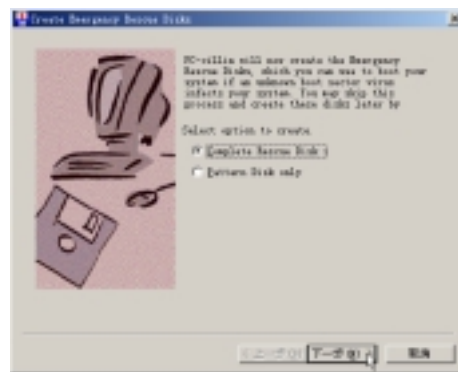 Create Emergency Rescue Disks
PC-cillin will now create the Emergency
Rescue Disks, which you can use to boot your
system if an unknown boot sector virus
infects your system. You may skip this
process and create these disks later by
Select option to create.
Complete Rescue Disk
Pattern Disk only
下一步(N)
取消